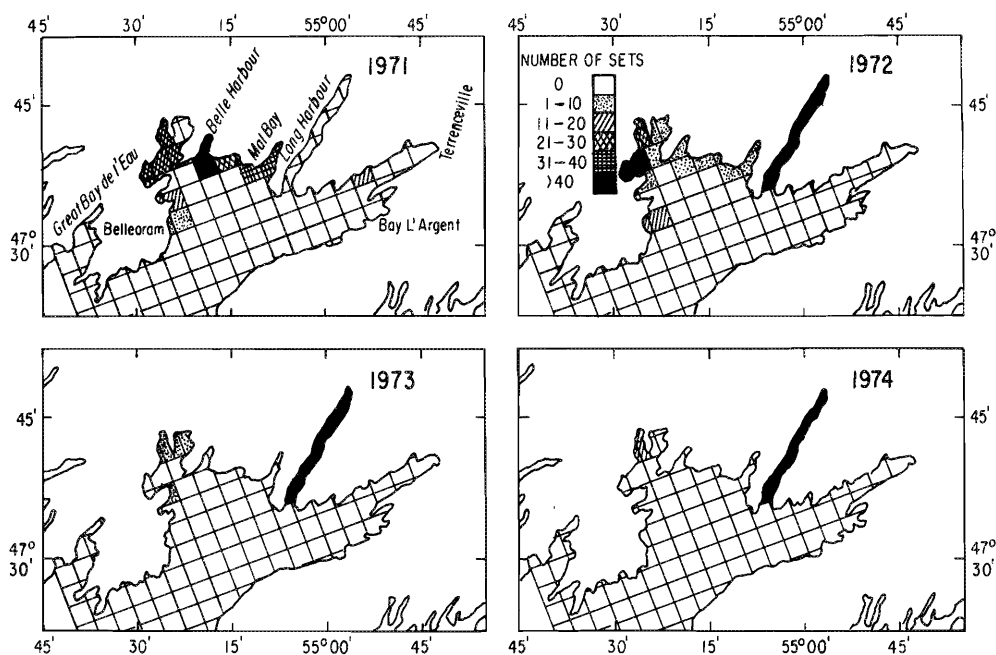 45' 30' 15' 55°00' 45'
45' 30' 15' 55°00' 45'
1971
Belle Harbour
Mal Bay
Long Harbour
Terrenceville
Great Bay de l'Eau
Belleoram
Bay L'Argent
45'
47°
30'
1972
NUMBER OF SETS
0
1-10
11-20
21-30
31-40
>40
45'
47°
30'
1973
45'
47°
30'
1974
45'
47°
30'
45' 30' 15' 55°00' 45'
45' 30' 15' 55°00' 45'